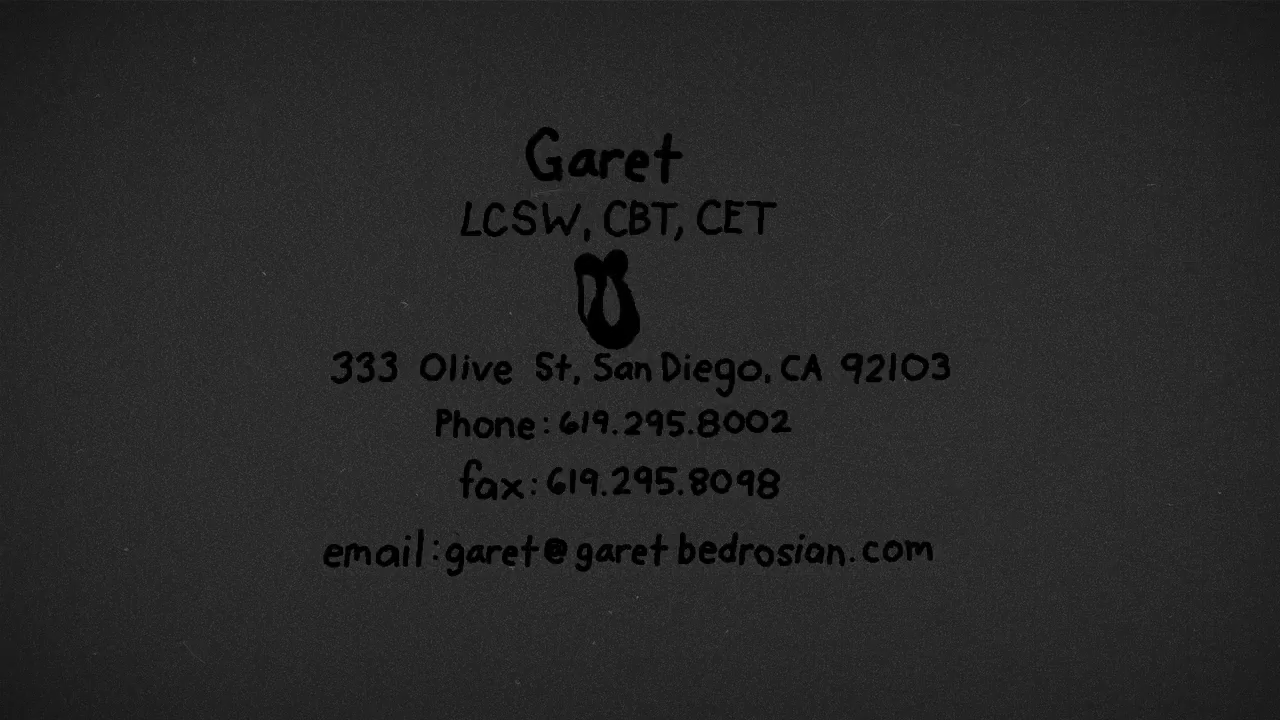 Garet
LCSW, CBT, CET
333 Olive St, San Diego, CA 92103
Phone: 619.295.8002
fax: 619.295.8098
email: garet@garetbedrosian.com